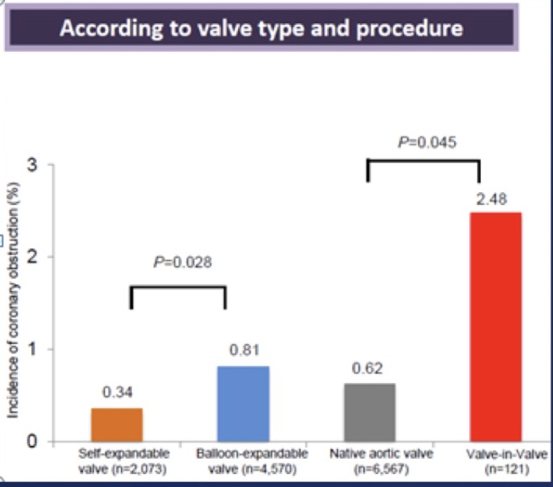 According to valve type and procedure
P=0.045
3
2.48
Incidence of coronary obstruction (%)
2
P=0.028
1
0.81
0.62
0.34
0
Self-expandable
valve (n=2,073)
Balloon-expandable
valve (n=4,570)
Native aortic valve
(n=6,567)
Valve-in-Valve
(n=121)